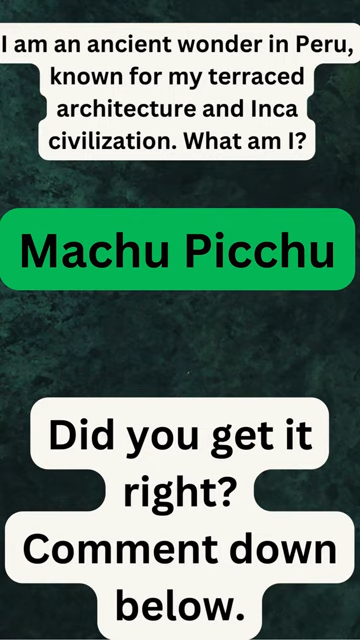 I am an ancient wonder in Peru,
known for my terraced
architecture and Inca
civilization. What am I?
Machu Picchu
Did you get it
right?
Comment down
below.